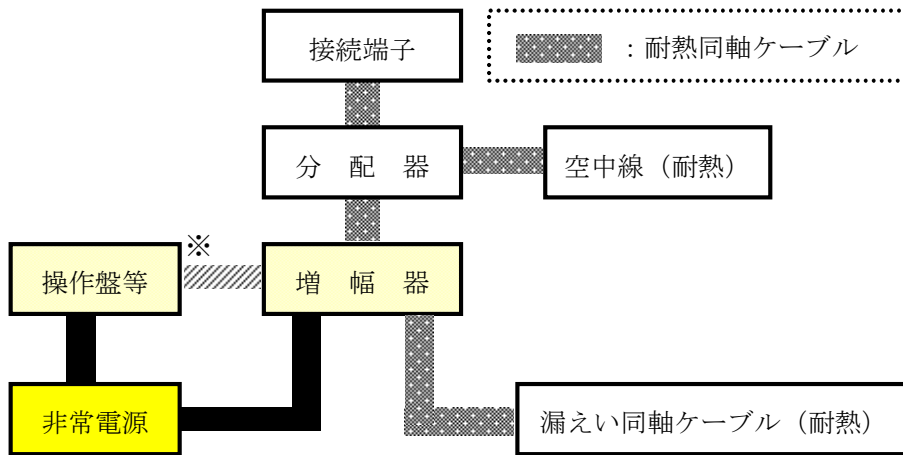 接続端子
：耐熱同軸ケーブル
分　配　器
空中線（耐熱）
※
操作盤等
増　幅　器
非常電源
漏えい同軸ケーブル（耐熱）